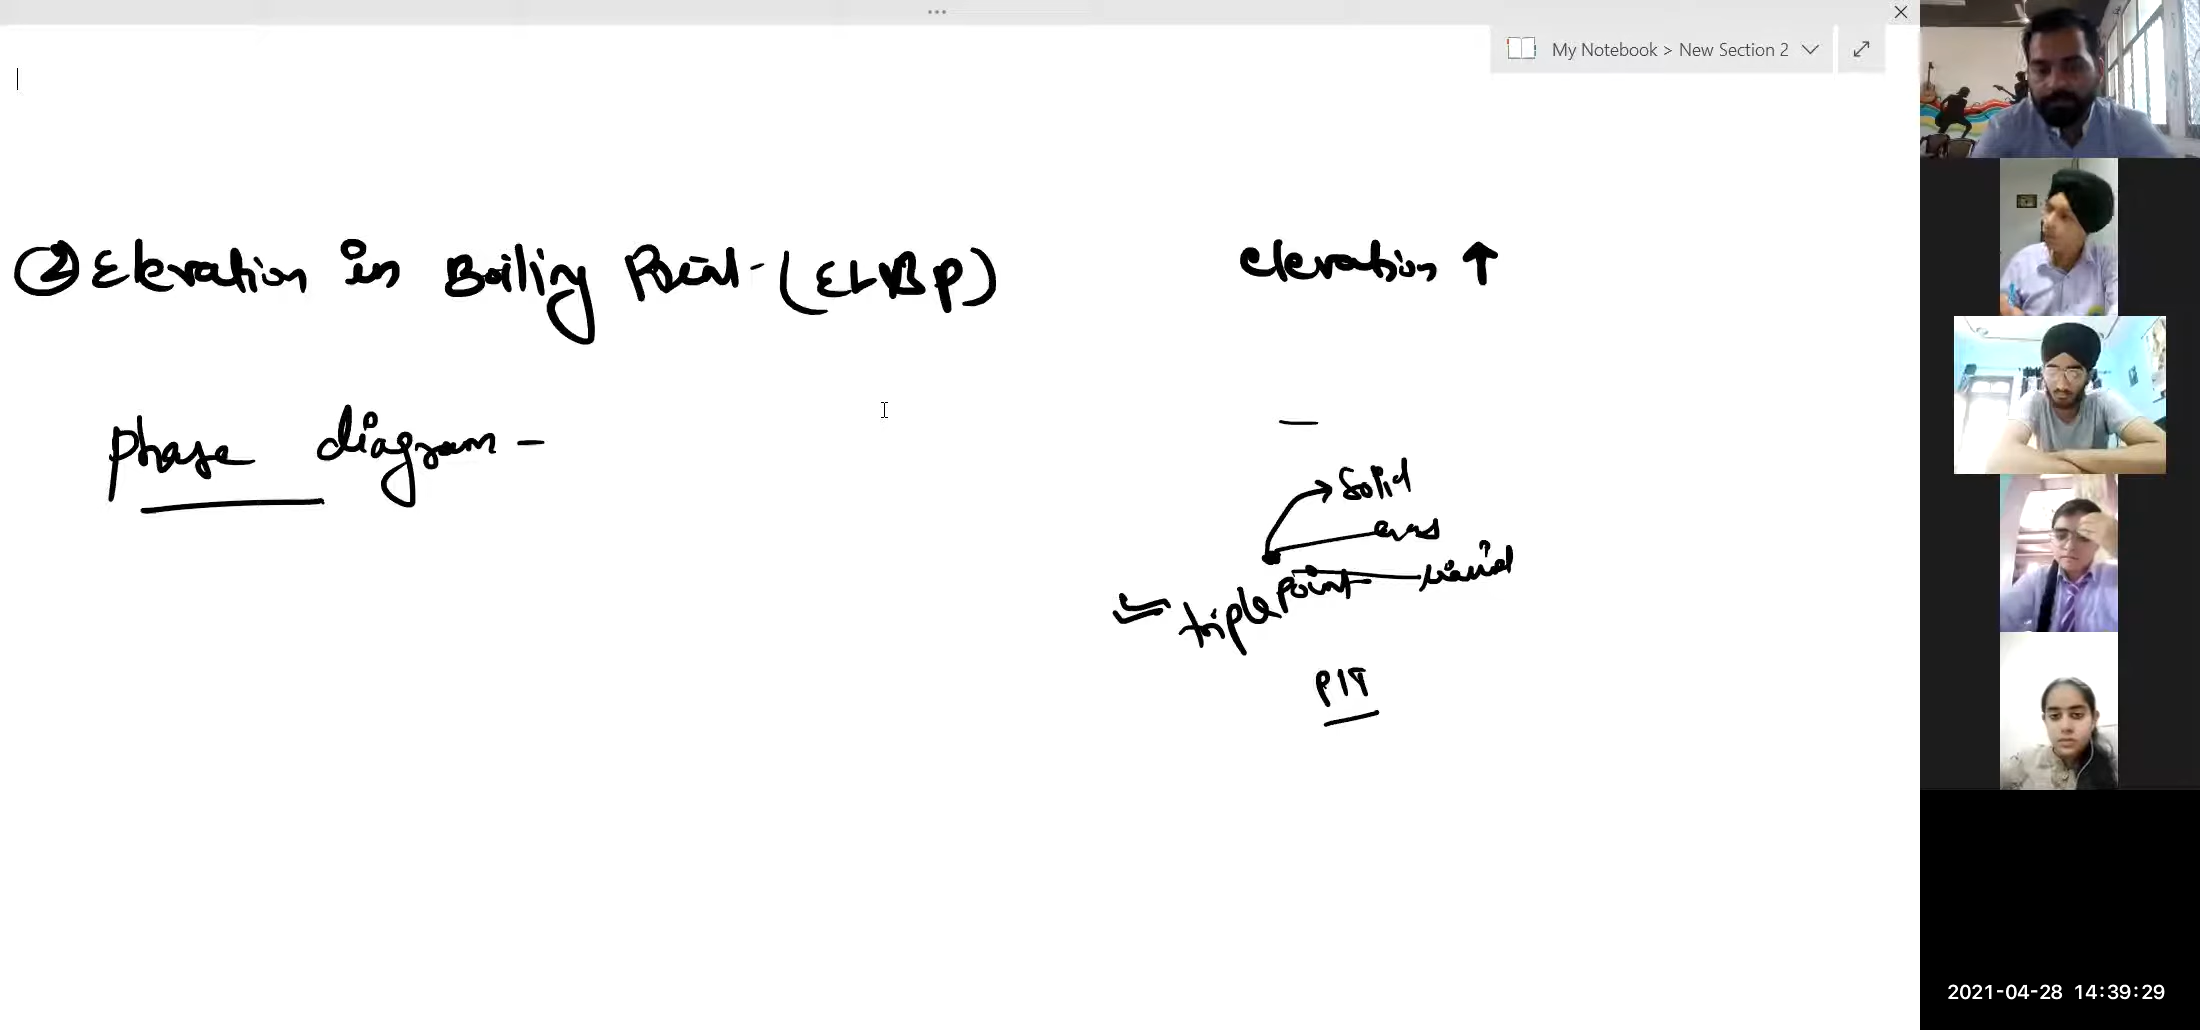 My Notebook > New Section 2
② Elevation in Boiling Point - (ELVBP)
elevation ↑
Phase diagram -
Solid
Gas
liquid
triple Point
P/T
2021-04-28 14:39:29